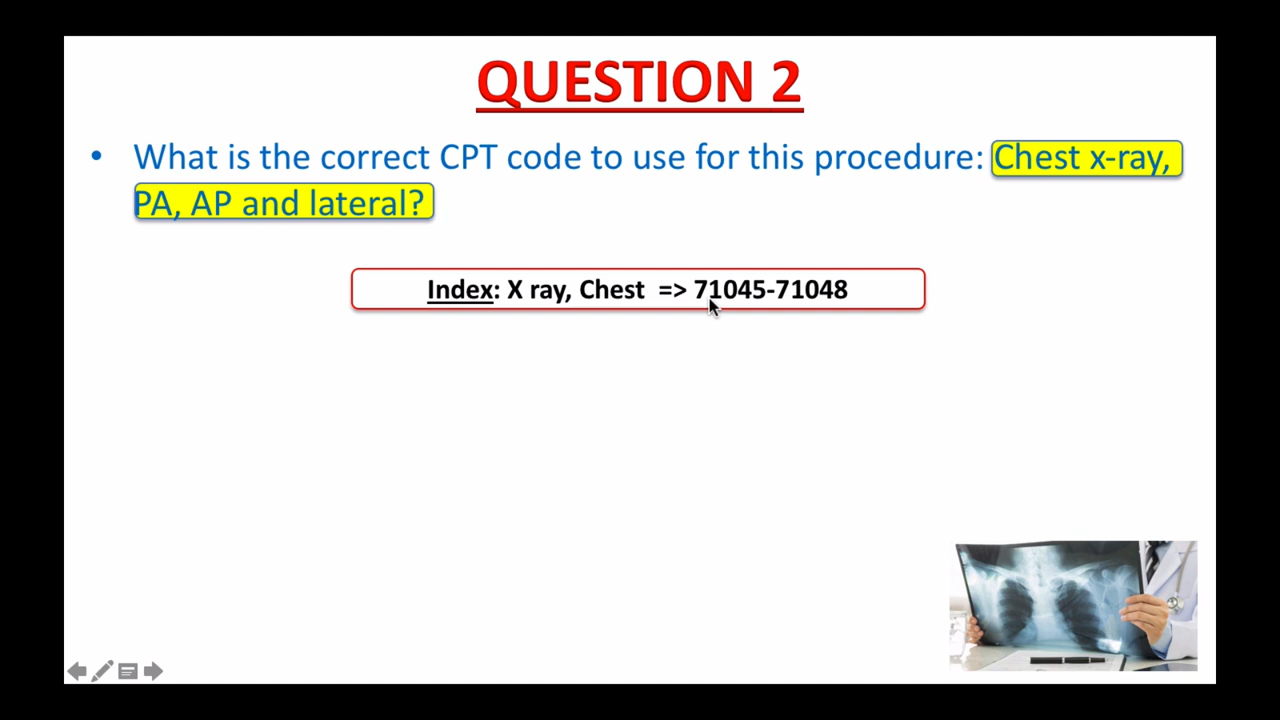 QUESTION 2
• What is the correct CPT code to use for this procedure: Chest x-ray,
PA, AP and lateral?
Index: X ray, Chest => 71045-71048